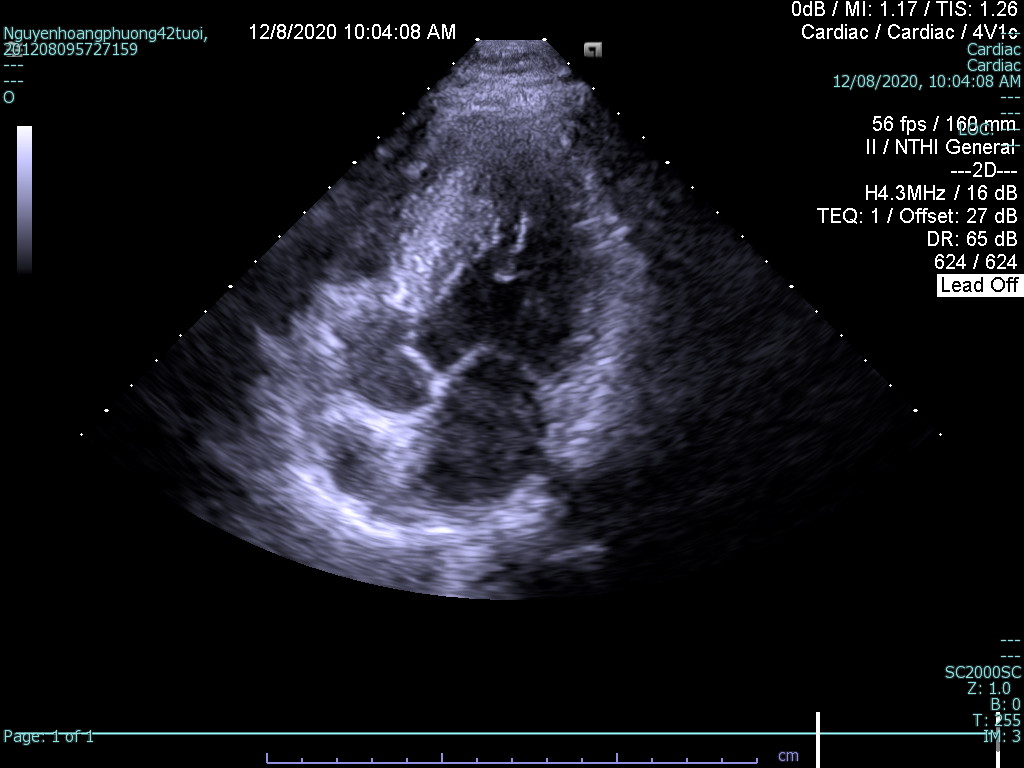 Nguyenhoangphuong42tuoi,
201208095727159
---
---
O
12/8/2020 10:04:08 AM
0dB / MI: 1.17 / TIS: 1.26
Cardiac / Cardiac / 4V1c
---
Cardiac
Cardiac
12/08/2020, 10:04:08 AM
---
---
56 fps / 160 mm
LOC: ---
---
II / NTHI General
---2D---
H4.3MHz / 16 dB
TEQ: 1 / Offset: 27 dB
DR: 65 dB
624 / 624
Lead Off
---
---
SC2000SC
Z: 1.0
B: 0
T: 255
IM: 3
Page: 1 of 1
cm